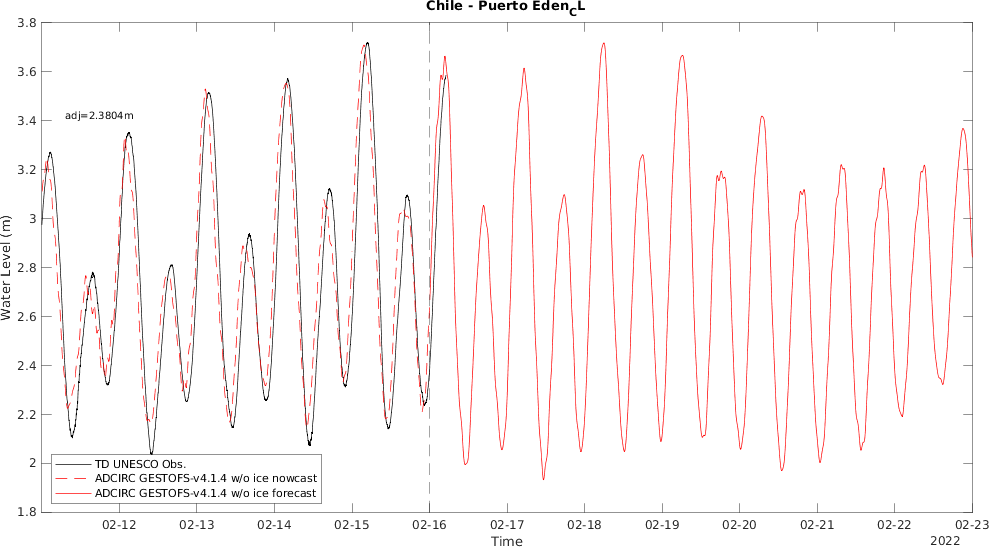 Chile - Puerto Eden_CL
3.8
3.6
3.4
3.2
3
2.8
2.6
2.4
2.2
2
1.8
Water Level (m)
adj=2.3804m
TD UNESCO Obs.
ADCIRC GESTOFS-v4.1.4 w/o ice nowcast
ADCIRC GESTOFS-v4.1.4 w/o ice forecast
02-12 02-13 02-14 02-15 02-16 02-17 02-18 02-19 02-20 02-21 02-22 02-23
Time
2022